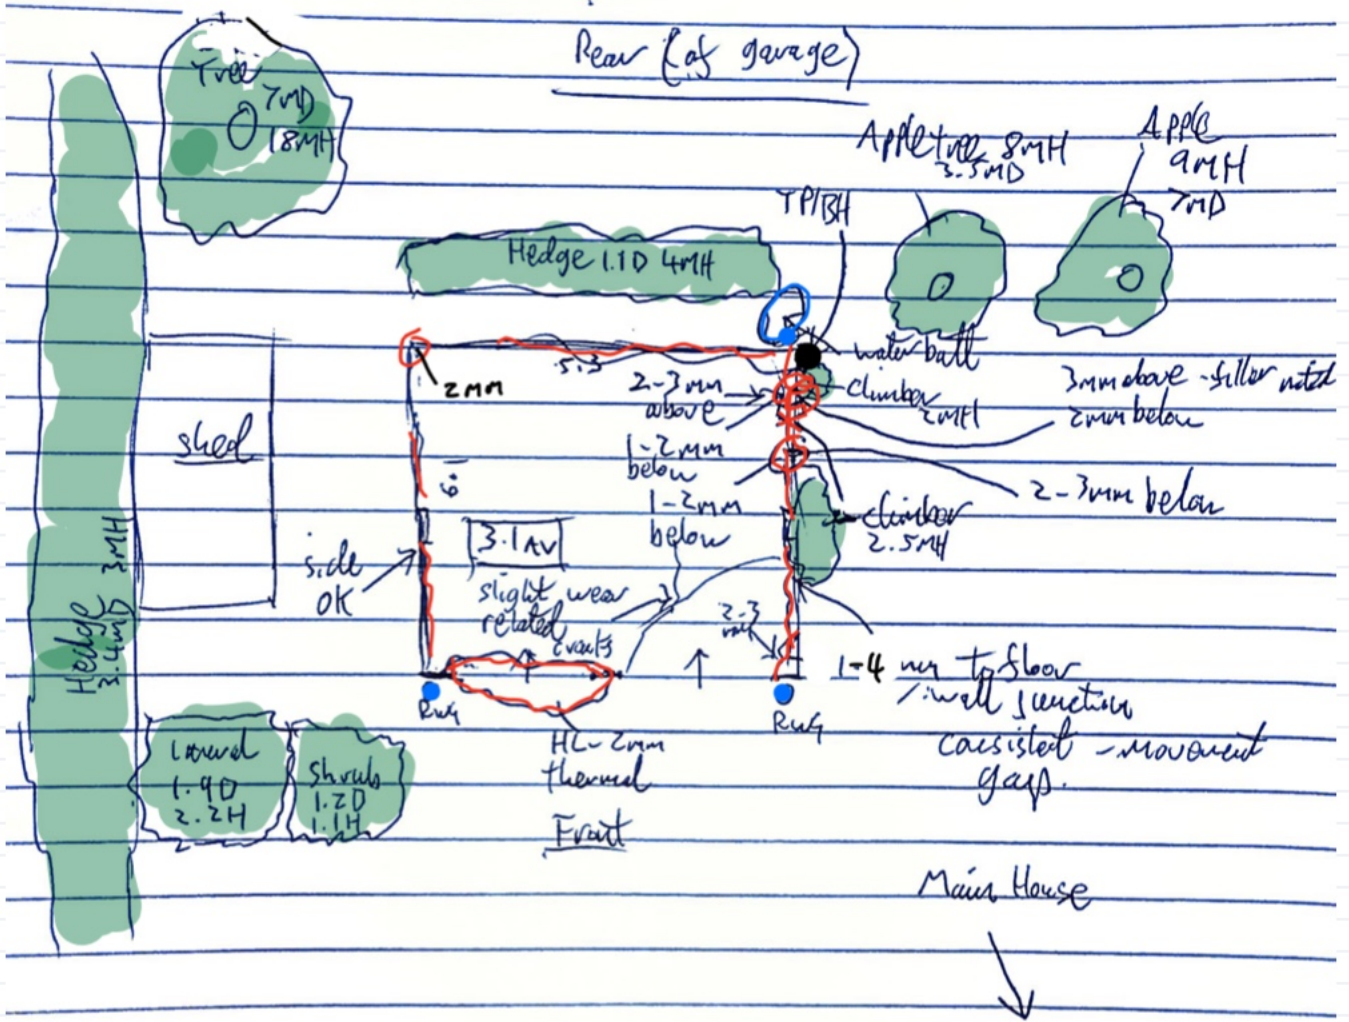 Rear (of garage)
Tree
7MD
18MH
Apple tree 8MH
3.5MD
Apple
9MH
7MD
TP/BH
Hedge 1.1D 4MH
water butt
5.3
2MM
2-3mm
above
climber
2MH
3mm above - filler noted
2mm below
shed
1-2mm
below
6.1
2-3mm below
1-2mm
below
climber
2.5MH
3.1AV
side
OK
slight wear
related
cracks
2-3
Hedge 3MH
3.4MD
1-4 mm to floor
/wall junction
consistent - movement
gap.
RWG
RWG
HL-2mm
thermal
Laurel
1.9D
2.2H
Shrub
1.2D
1.1H
Front
Main House